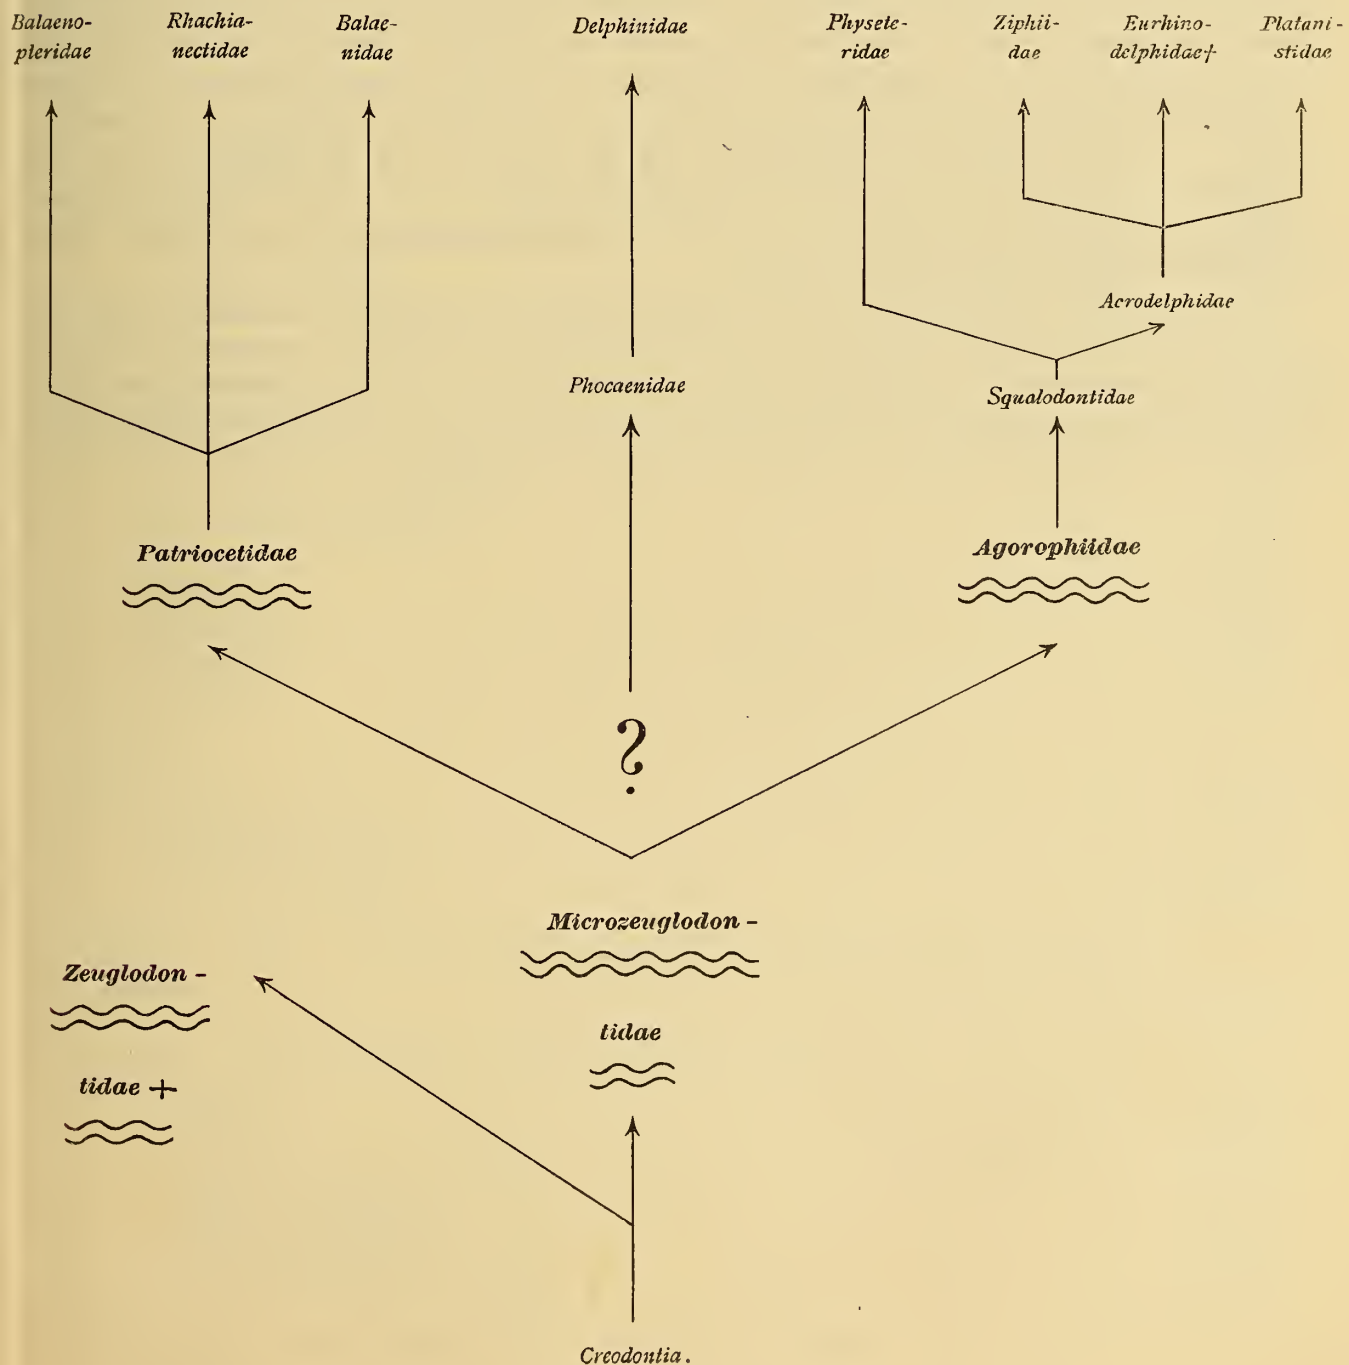 Balaeno-
pleridae
Rhachia-
nectidae
Balae-
nidae
Delphinidae
Physete-
ridae
Ziphii-
dae
Eurhino-
delphidae†
Platani-
stidae
Acrodelphidae
Phocaenidae
Squalodontidae
Patriocetidae
Agorophiidae
?
Microzeuglodon-
tidae
Zeuglodon-
tidae +
Creodontia.